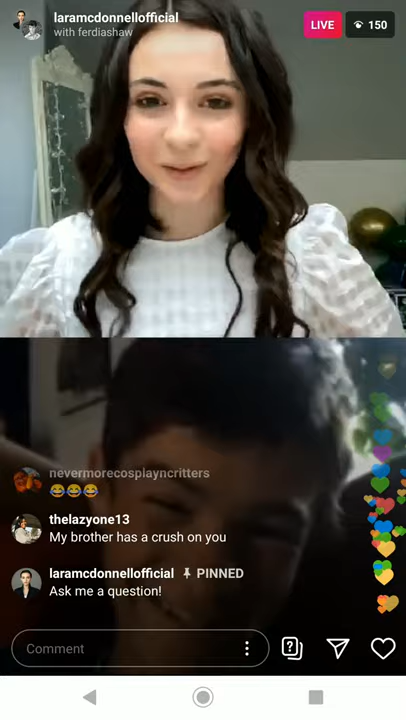 laramcdonnellofficial
with ferdiashaw
LIVE
150
nevermorecosplayncritters
😂😂😂
thelazyone13
My brother has a crush on you
laramcdonnellofficial PINNED
Ask me a question!
Comment